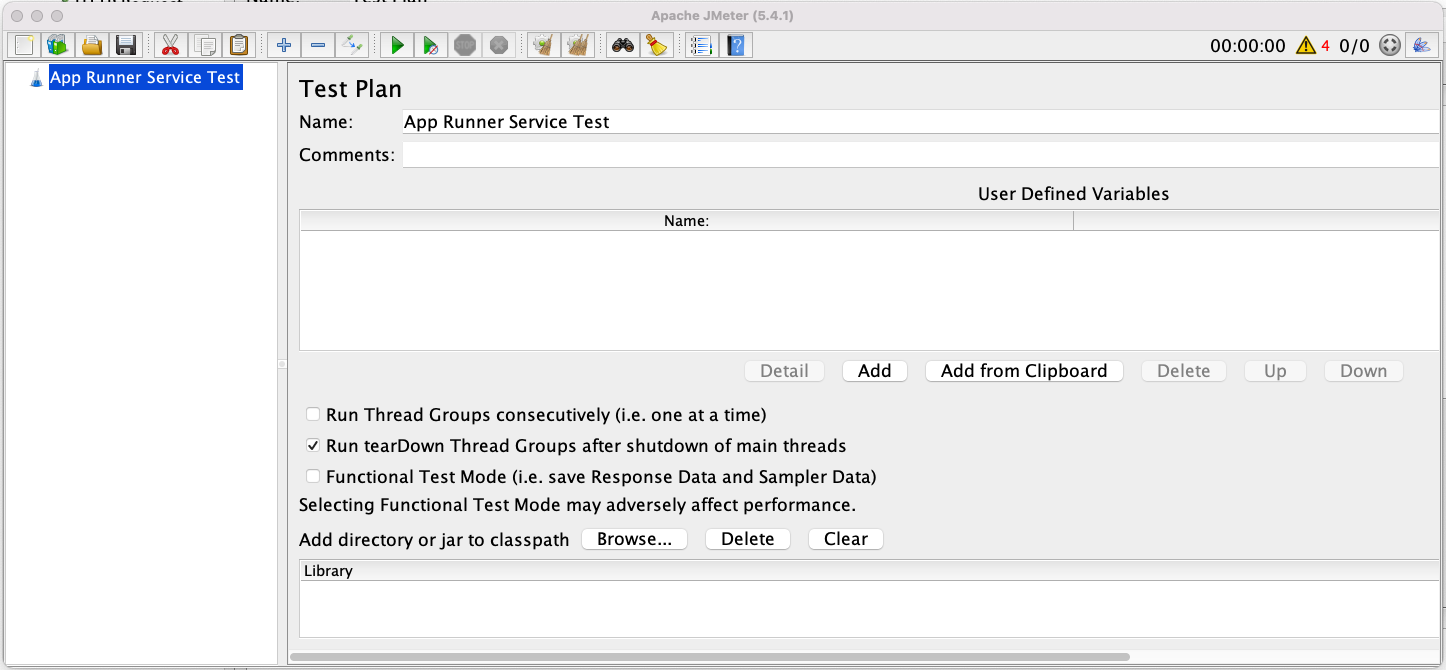 Apache JMeter (5.4.1)
STOP
00:00:00 4 0/0
App Runner Service Test
Test Plan
Name: App Runner Service Test
Comments:
User Defined Variables
Name:
Detail Add Add from Clipboard Delete Up Down
Run Thread Groups consecutively (i.e. one at a time)
Run tearDown Thread Groups after shutdown of main threads
Functional Test Mode (i.e. save Response Data and Sampler Data)
Selecting Functional Test Mode may adversely affect performance.
Add directory or jar to classpath Browse... Delete Clear
Library